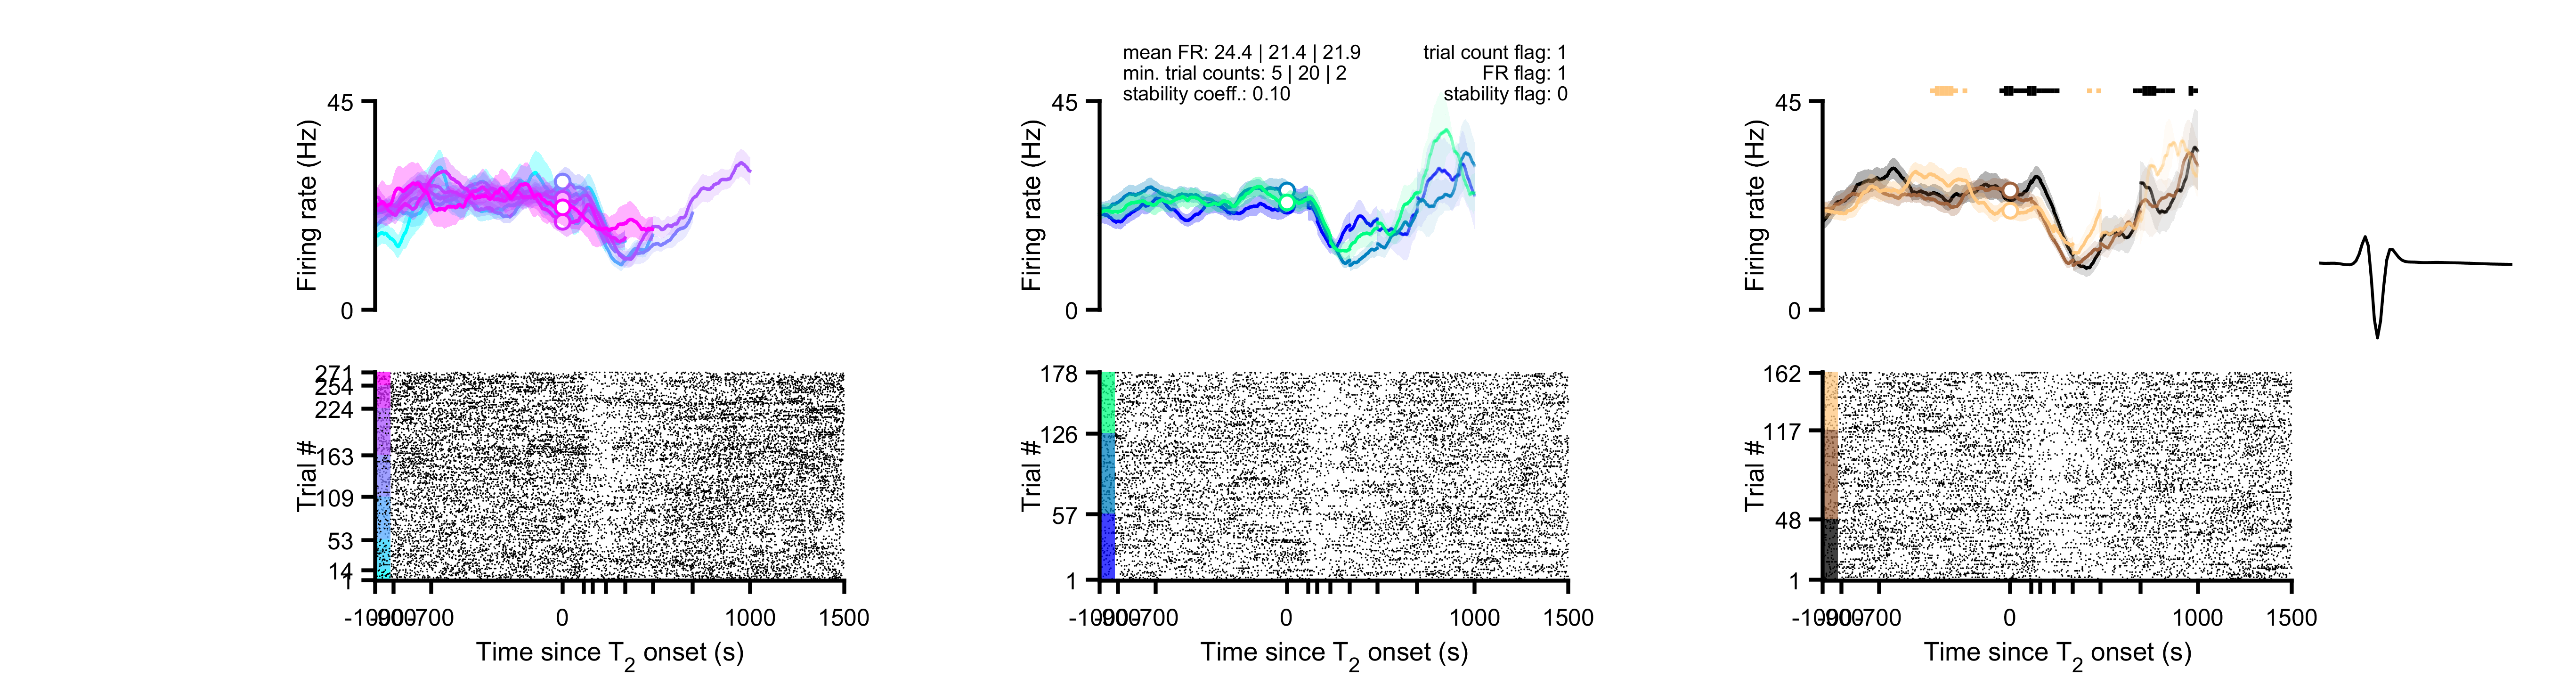 mean FR: 24.4 | 21.4 | 21.9
min. trial counts: 5 | 20 | 2
stability coeff.: 0.10
trial count flag: 1
FR flag: 1
stability flag: 0
45
0
Firing rate (Hz)
45
0
Firing rate (Hz)
45
0
Firing rate (Hz)
271
254
224
163
109
53
14
1
Trial #
0
1000
1500
Time since T2 onset (s)
178
126
57
1
Trial #
0
1000
1500
Time since T2 onset (s)
162
117
48
1
Trial #
0
1000
1500
Time since T2 onset (s)